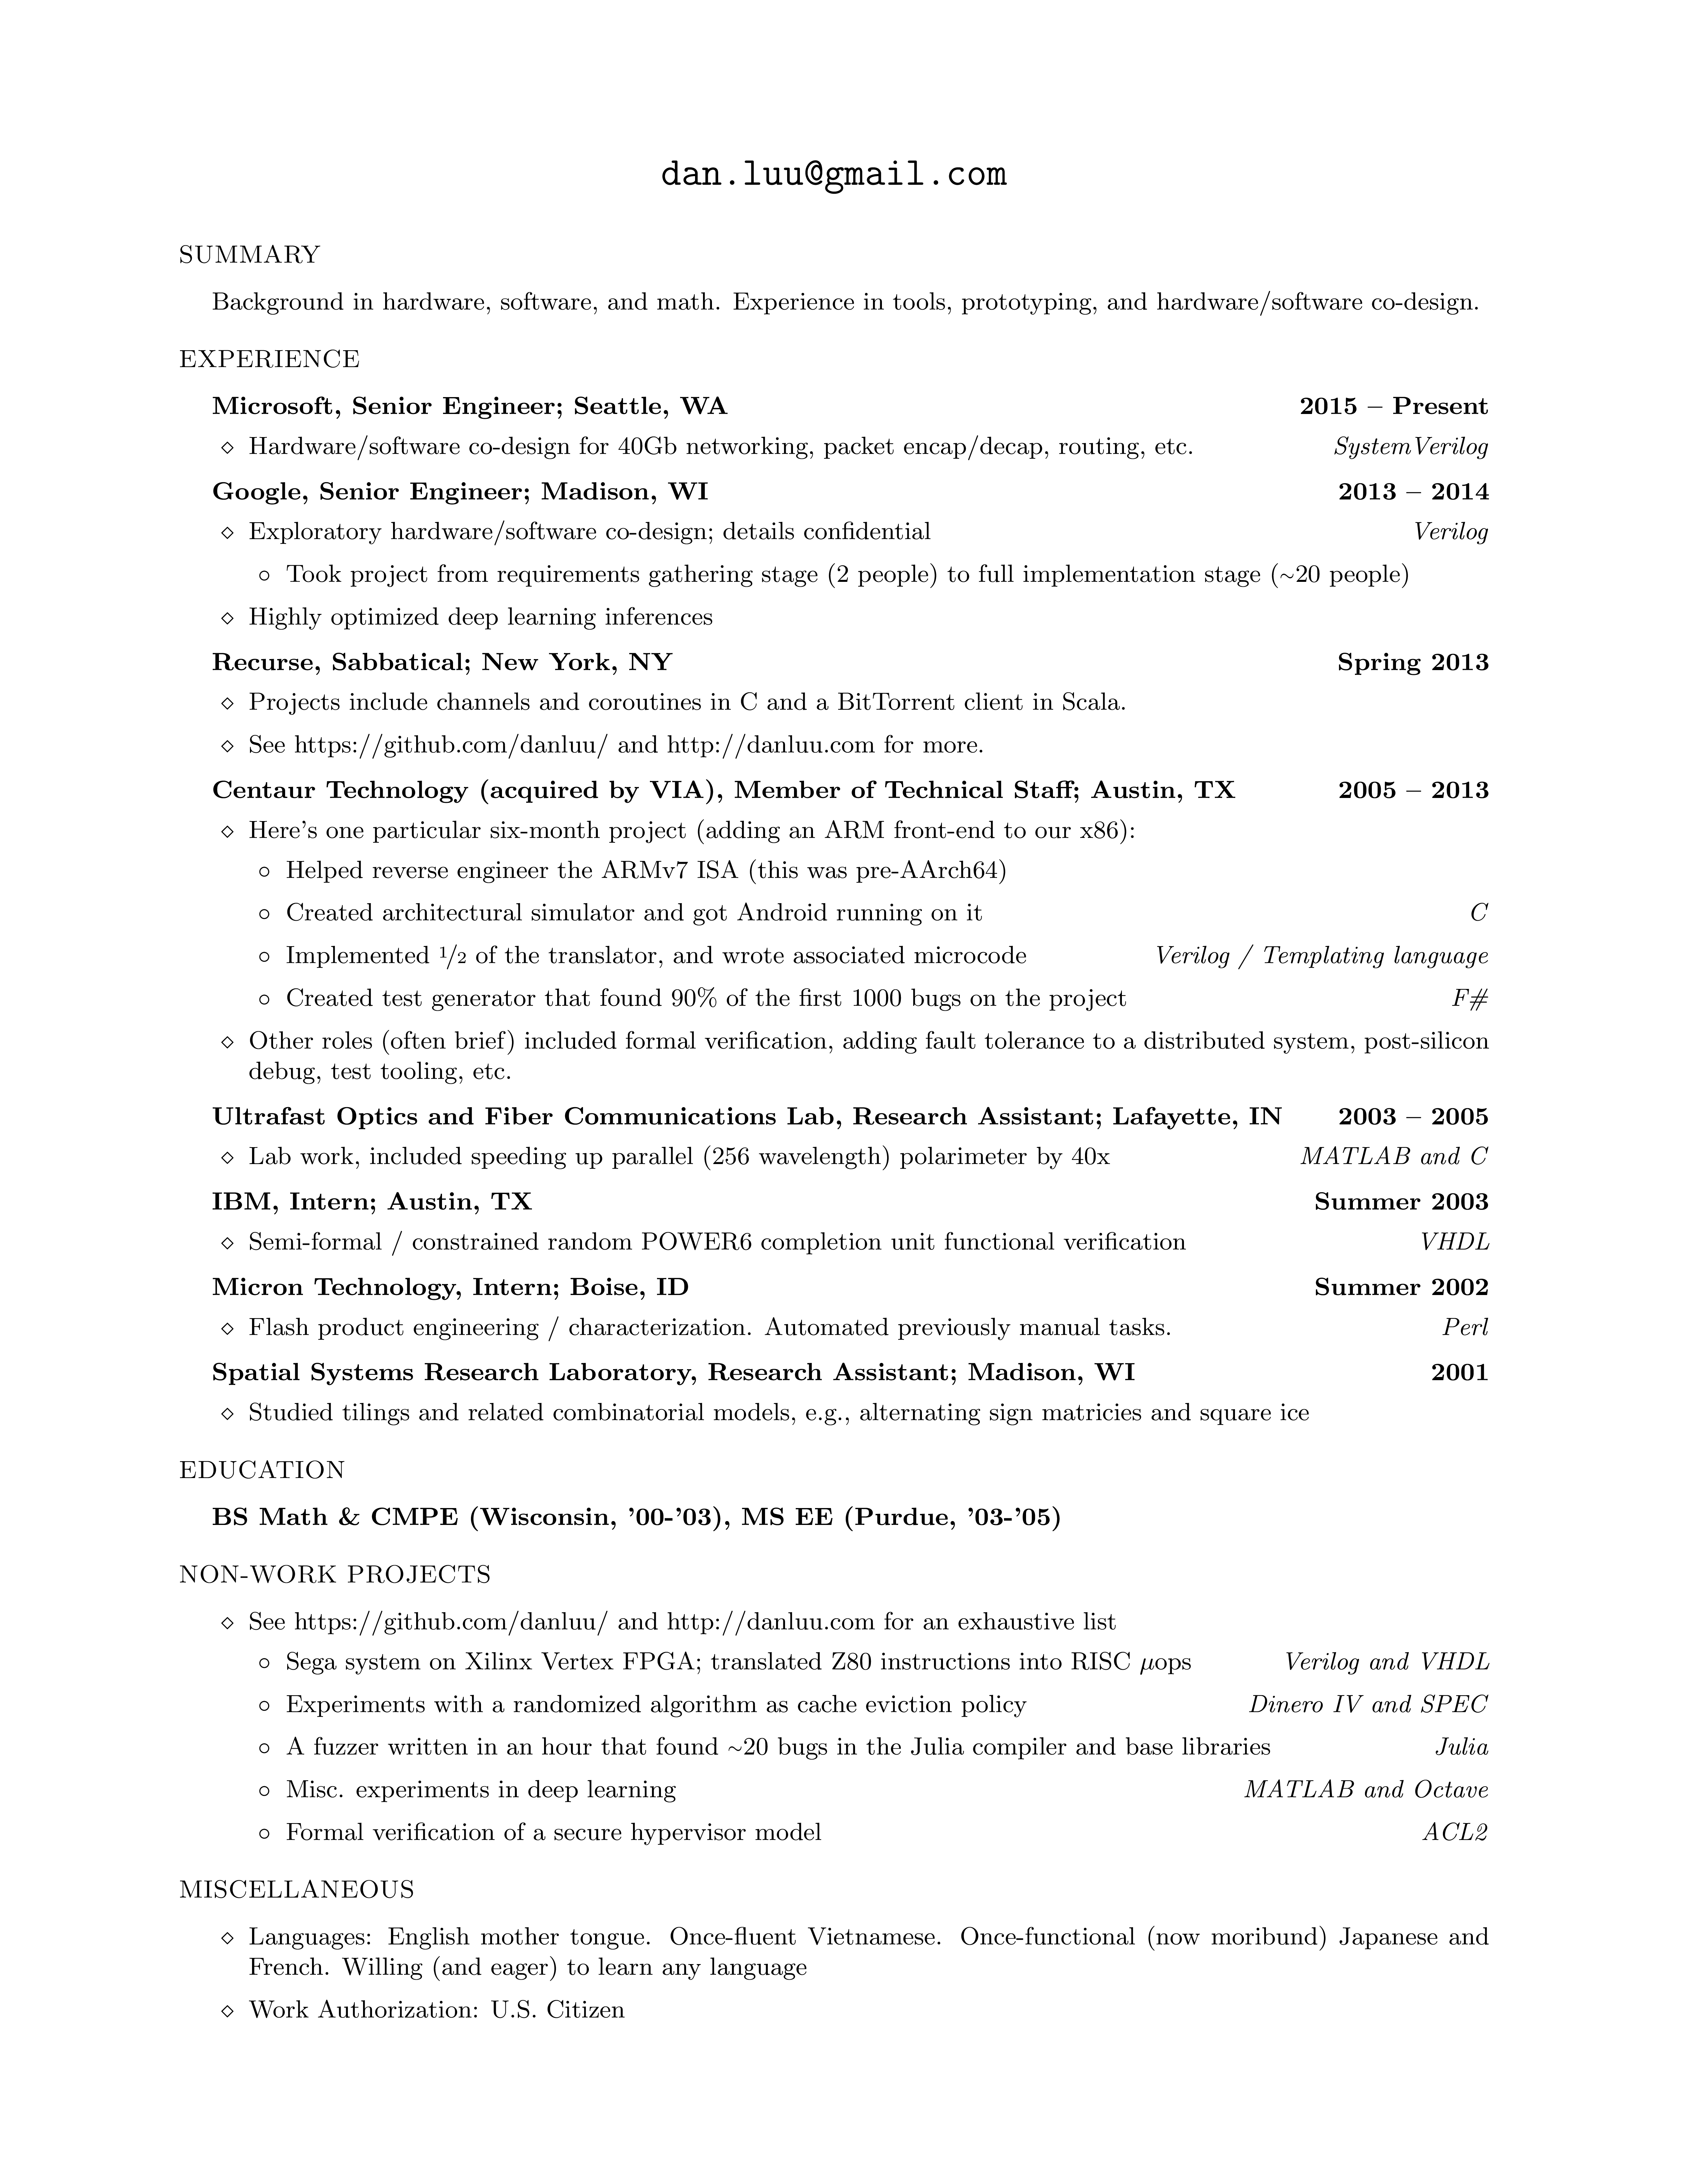 dan.luu@gmail.com
SUMMARY
Background in hardware, software, and math. Experience in tools, prototyping, and hardware/software co-design.
EXPERIENCE
Microsoft, Senior Engineer; Seattle, WA 2015 – Present
⋄ Hardware/software co-design for 40Gb networking, packet encap/decap, routing, etc. SystemVerilog
Google, Senior Engineer; Madison, WI 2013 – 2014
⋄ Exploratory hardware/software co-design; details confidential Verilog
○ Took project from requirements gathering stage (2 people) to full implementation stage (~20 people)
⋄ Highly optimized deep learning inferences
Recurse, Sabbatical; New York, NY Spring 2013
⋄ Projects include channels and coroutines in C and a BitTorrent client in Scala.
⋄ See https://github.com/danluu/ and http://danluu.com for more.
Centaur Technology (acquired by VIA), Member of Technical Staff; Austin, TX 2005 – 2013
⋄ Here's one particular six-month project (adding an ARM front-end to our x86):
○ Helped reverse engineer the ARMv7 ISA (this was pre-AArch64)
○ Created architectural simulator and got Android running on it C
○ Implemented 1/2 of the translator, and wrote associated microcode Verilog / Templating language
○ Created test generator that found 90% of the first 1000 bugs on the project F#
⋄ Other roles (often brief) included formal verification, adding fault tolerance to a distributed system, post-silicon
debug, test tooling, etc.
Ultrafast Optics and Fiber Communications Lab, Research Assistant; Lafayette, IN 2003 – 2005
⋄ Lab work, included speeding up parallel (256 wavelength) polarimeter by 40x MATLAB and C
IBM, Intern; Austin, TX Summer 2003
⋄ Semi-formal / constrained random POWER6 completion unit functional verification VHDL
Micron Technology, Intern; Boise, ID Summer 2002
⋄ Flash product engineering / characterization. Automated previously manual tasks. Perl
Spatial Systems Research Laboratory, Research Assistant; Madison, WI 2001
⋄ Studied tilings and related combinatorial models, e.g., alternating sign matricies and square ice
EDUCATION
BS Math & CMPE (Wisconsin, '00-'03), MS EE (Purdue, '03-'05)
NON-WORK PROJECTS
⋄ See https://github.com/danluu/ and http://danluu.com for an exhaustive list
○ Sega system on Xilinx Vertex FPGA; translated Z80 instructions into RISC μops Verilog and VHDL
○ Experiments with a randomized algorithm as cache eviction policy Dinero IV and SPEC
○ A fuzzer written in an hour that found ~20 bugs in the Julia compiler and base libraries Julia
○ Misc. experiments in deep learning MATLAB and Octave
○ Formal verification of a secure hypervisor model ACL2
MISCELLANEOUS
⋄ Languages: English mother tongue. Once-fluent Vietnamese. Once-functional (now moribund) Japanese and
French. Willing (and eager) to learn any language
⋄ Work Authorization: U.S. Citizen